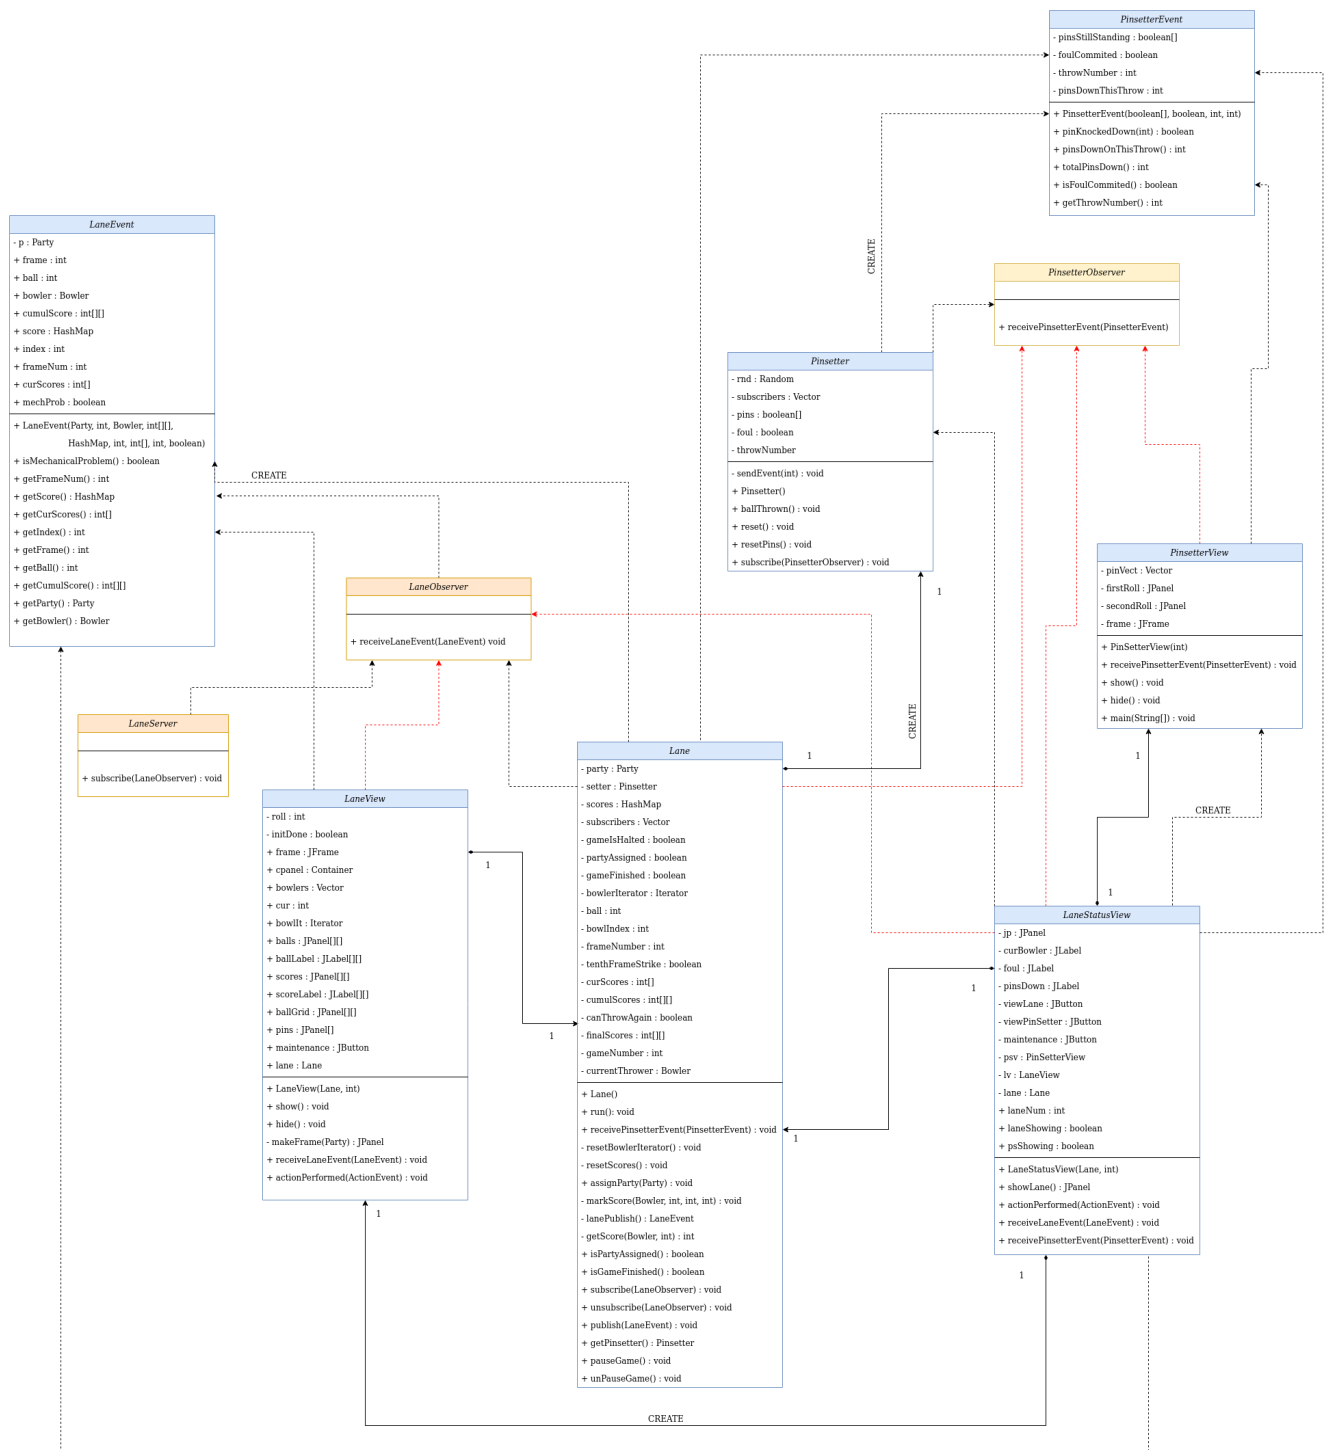 PinsetterEvent
- pinsStillStanding : boolean[]
- foulCommited : boolean
- throwNumber : int
- pinsDownThisThrow : int
+ PinsetterEvent(boolean[], boolean, int, int)
+ pinKnockedDown(int) : boolean
+ pinsDownOnThisThrow() : int
+ totalPinsDown() : int
+ isFoulCommited() : boolean
+ getThrowNumber() : int
LaneEvent
- p : Party
+ frame : int
+ ball : int
+ bowler : Bowler
+ cumulScore : int[][]
+ score : HashMap
+ index : int
+ frameNum : int
+ curScores : int[]
+ mechProb : boolean
+ LaneEvent(Party, int, Bowler, int[][],
HashMap, int, int[], int, boolean)
+ isMechanicalProblem() : boolean
+ getFrameNum() : int
+ getScore() : HashMap
+ getCurScores() : int[]
+ getIndex() : int
+ getFrame() : int
+ getBall() : int
+ getCumulScore() : int[][]
+ getParty() : Party
+ getBowler() : Bowler
CREATE
CREATE
PinsetterObserver
+ receivePinsetterEvent(PinsetterEvent)
Pinsetter
- rnd : Random
- subscribers : Vector
- pins : boolean[]
- foul : boolean
- throwNumber
- sendEvent(int) : void
+ Pinsetter()
+ ballThrown() : void
+ reset() : void
+ resetPins() : void
+ subscribe(PinsetterObserver) : void
1
CREATE
1
PinsetterView
- pinVect : Vector
- firstRoll : JPanel
- secondRoll : JPanel
- frame : JFrame
+ PinSetterView(int)
+ receivePinsetterEvent(PinsetterEvent) : void
+ show() : void
+ hide() : void
+ main(String[]) : void
1
CREATE
1
LaneObserver
+ receiveLaneEvent(LaneEvent) void
LaneServer
+ subscribe(LaneObserver) : void
LaneView
- roll : int
- initDone : boolean
+ frame : JFrame
+ cpanel : Container
+ bowlers : Vector
+ cur : int
+ bowlIt : Iterator
+ balls : JPanel[][]
+ ballLabel : JLabel[][]
+ scores : JPanel[][]
+ scoreLabel : JLabel[][]
+ ballGrid : JPanel[][]
+ pins : JPanel[]
+ maintenance : JButton
+ lane : Lane
+ LaneView(Lane, int)
+ show() : void
+ hide() : void
- makeFrame(Party) : JPanel
+ receiveLaneEvent(LaneEvent) : void
+ actionPerformed(ActionEvent) : void
1
1
1
Lane
- party : Party
- setter : Pinsetter
- scores : HashMap
- subscribers : Vector
- gameIsHalted : boolean
- partyAssigned : boolean
- gameFinished : boolean
- bowlerIterator : Iterator
- ball : int
- bowlIndex : int
- frameNumber : int
- tenthFrameStrike : boolean
- curScores : int[]
- cumulScores : int[][]
- canThrowAgain : boolean
- finalScores : int[][]
- gameNumber : int
- currentThrower : Bowler
+ Lane()
+ run(): void
+ receivePinsetterEvent(PinsetterEvent) : void
- resetBowlerIterator() : void
- resetScores() : void
+ assignParty(Party) : void
- markScore(Bowler, int, int, int) : void
- lanePublish() : LaneEvent
- getScore(Bowler, int) : int
+ isPartyAssigned() : boolean
+ isGameFinished() : boolean
+ subscribe(LaneObserver) : void
+ unsubscribe(LaneObserver) : void
+ publish(LaneEvent) : void
+ getPinsetter() : Pinsetter
+ pauseGame() : void
+ unPauseGame() : void
1
1
LaneStatusView
- jp : JPanel
- curBowler : JLabel
- foul : JLabel
- pinsDown : JLabel
- viewLane : JButton
- viewPinSetter : JButton
- maintenance : JButton
- psv : PinSetterView
- lv : LaneView
- lane : Lane
+ laneNum : int
+ laneShowing : boolean
+ psShowing : boolean
+ LaneStatusView(Lane, int)
+ showLane() : JPanel
+ actionPerformed(ActionEvent) : void
+ receiveLaneEvent(LaneEvent) : void
+ receivePinsetterEvent(PinsetterEvent) : void
1
CREATE